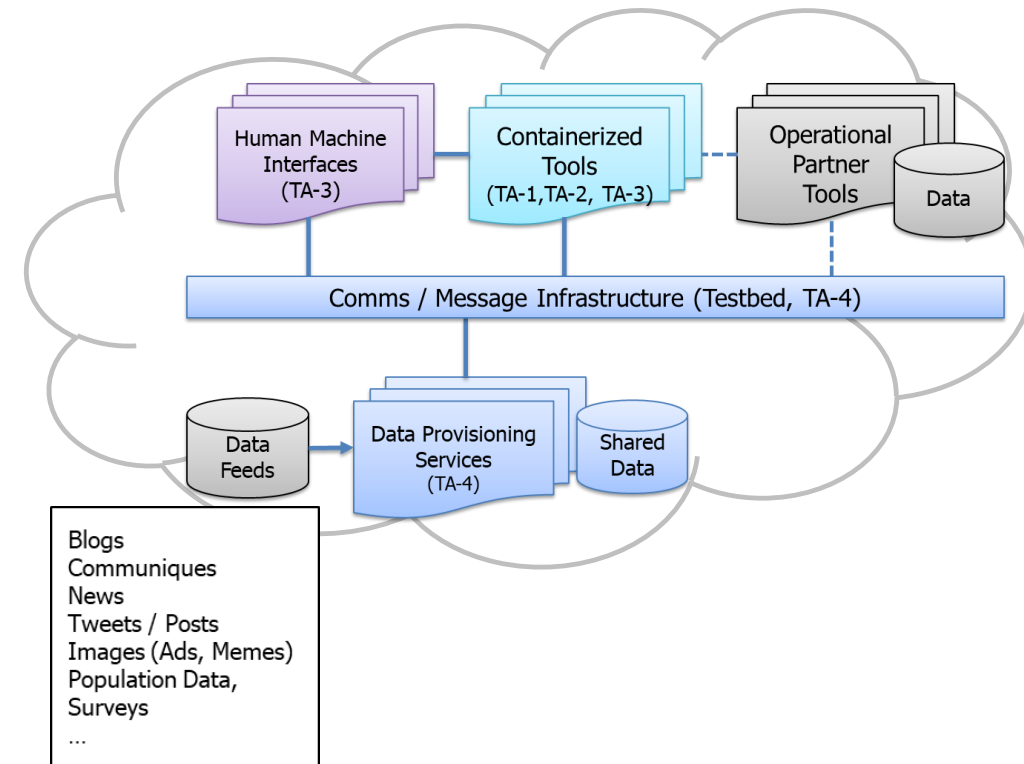 Human Machine
Interfaces
(TA-3)
Containerized
Tools
(TA-1,TA-2, TA-3)
Operational
Partner
Tools
Data
Comms / Message Infrastructure (Testbed, TA-4)
Data
Feeds
Data Provisioning
Services
(TA-4)
Shared
Data
Blogs
Communiques
News
Tweets / Posts
Images (Ads, Memes)
Population Data,
Surveys
...